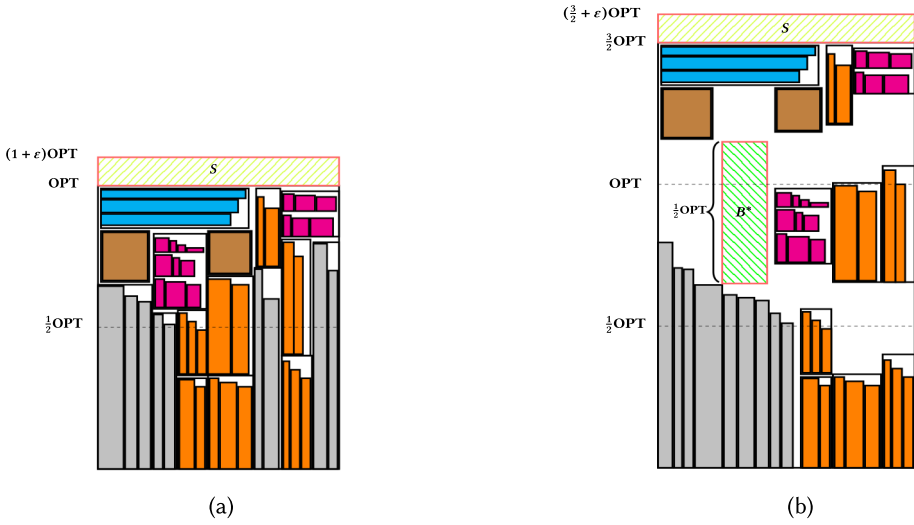 (1 + ε)OPT
S
OPT
½OPT
(a)
(3/2 + ε)OPT
S
3/2OPT
OPT
½OPT
B*
½OPT
(b)